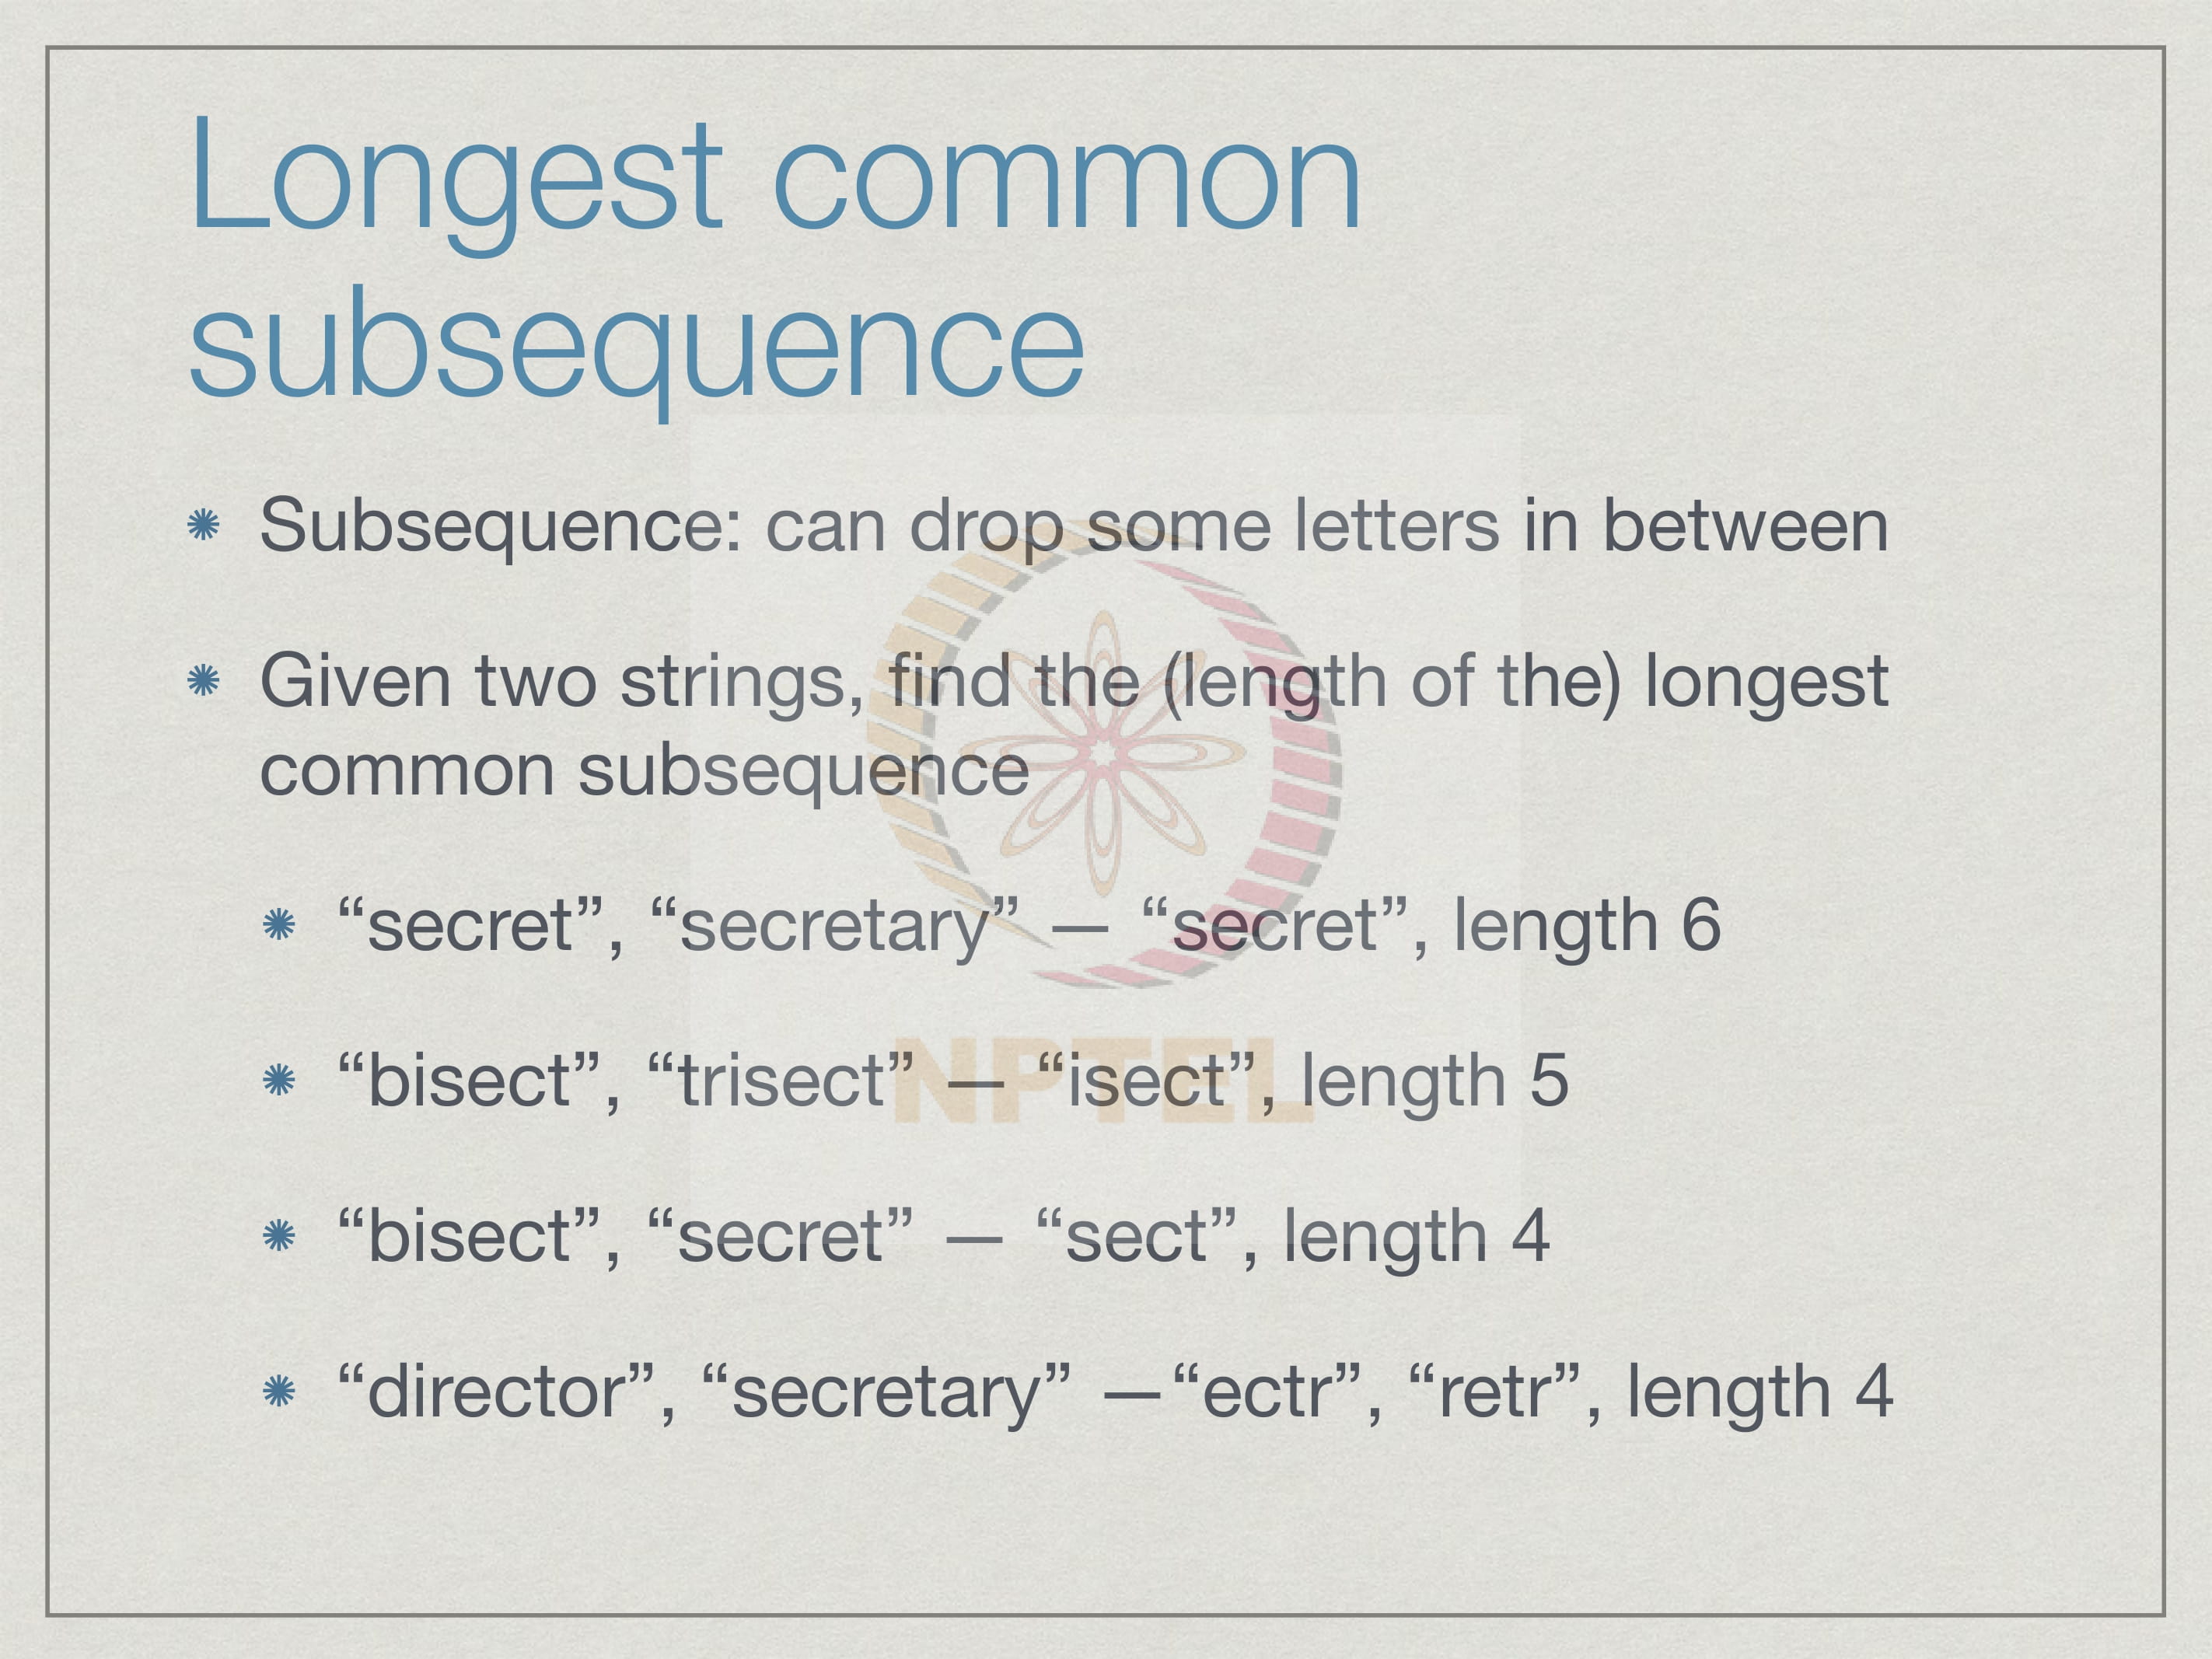 Longest common
subsequence
Subsequence: can drop some letters in between
Given two strings, find the (length of the) longest
common subsequence
“secret”, “secretary” — “secret”, length 6
“bisect”, “trisect” — “isect”, length 5
“bisect”, “secret” — “sect”, length 4
“director”, “secretary” —“ectr”, “retr”, length 4
NPTEL